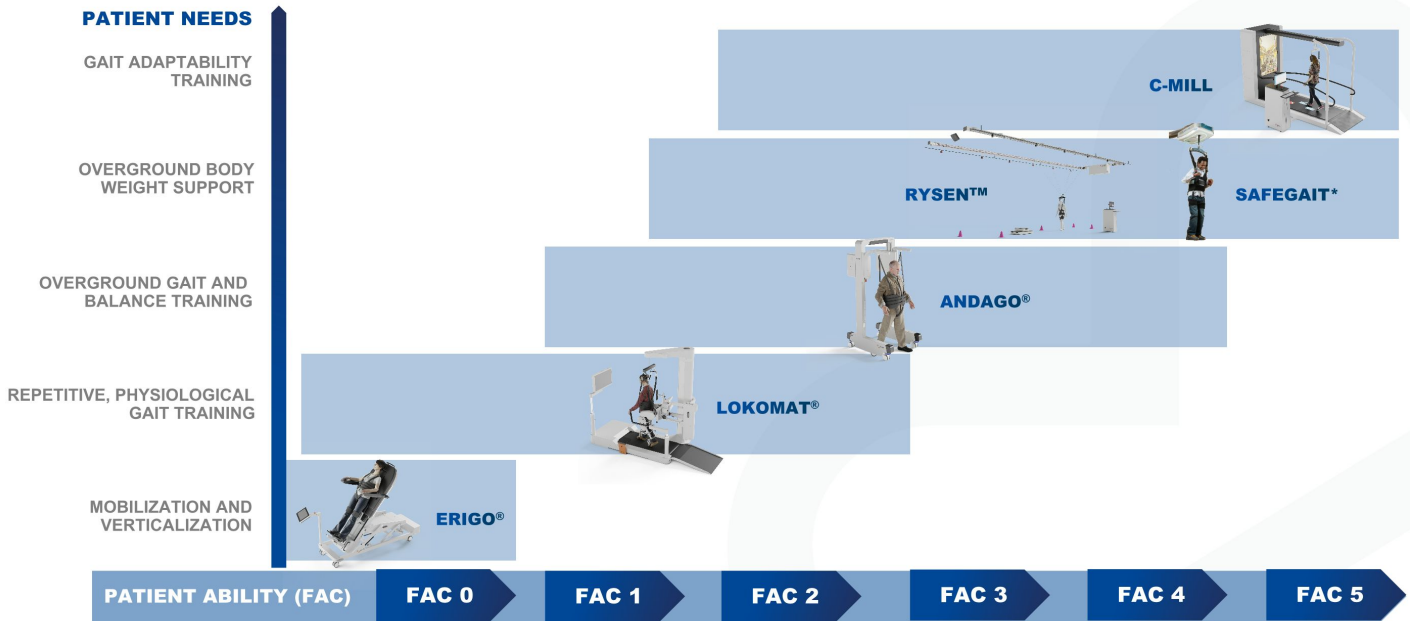 PATIENT NEEDS
GAIT ADAPTABILITY
TRAINING
C-MILL
OVERGROUND BODY
WEIGHT SUPPORT
RYSEN™
SAFEGAIT*
OVERGROUND GAIT AND
BALANCE TRAINING
ANDAGO®
REPETITIVE, PHYSIOLOGICAL
GAIT TRAINING
LOKOMAT®
MOBILIZATION AND
VERTICALIZATION
ERIGO®
PATIENT ABILITY (FAC)
FAC 0
FAC 1
FAC 2
FAC 3
FAC 4
FAC 5